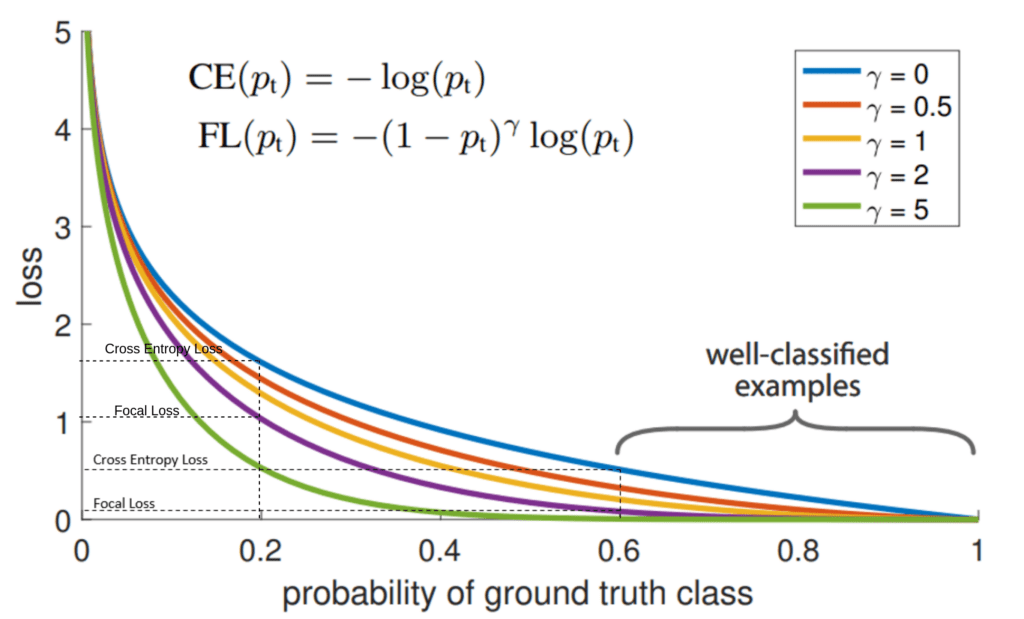 5
CE(pₜ) = − log(pₜ)
FL(pₜ) = −(1 − pₜ)^γ log(pₜ)
γ = 0
γ = 0.5
γ = 1
γ = 2
γ = 5
4
3
loss
2
Cross Entropy Loss
well-classified
examples
Focal Loss
1
Cross Entropy Loss
Focal Loss
0
0 0.2 0.4 0.6 0.8 1
probability of ground truth class